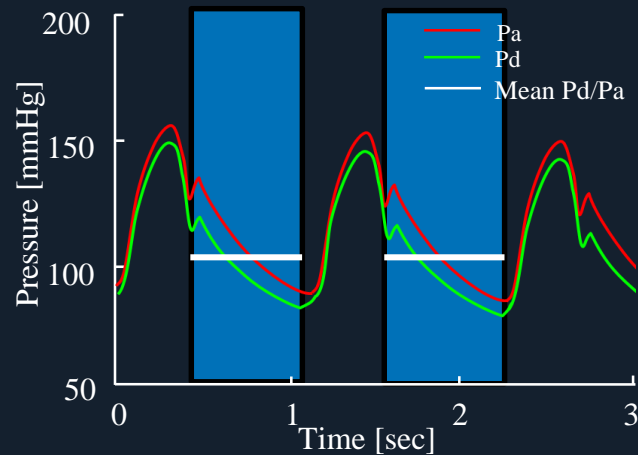 200
150
100
50
Pressure [mmHg]
Pa
Pd
Mean Pd/Pa
0 1 2 3
Time [sec]